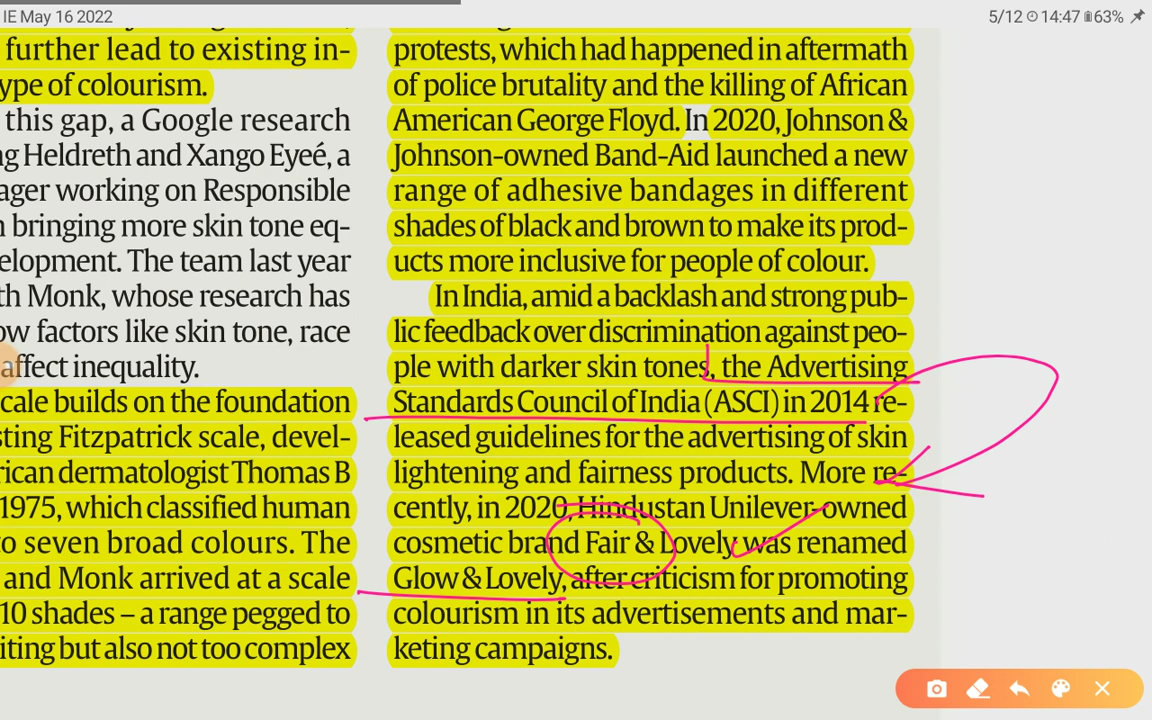 IE May 16 2022
5/12 14:47 63%
further lead to existing in-
ype of colourism.
this gap, a Google research
ng Heldreth and Xango Eyeé, a
ager working on Responsible
n bringing more skin tone eq-
elopment. The team last year
th Monk, whose research has
ow factors like skin tone, race
affect inequality.
cale builds on the foundation
sting Fitzpatrick scale, devel-
rican dermatologist Thomas B
1975, which classified human
o seven broad colours. The
and Monk arrived at a scale
10 shades – a range pegged to
iting but also not too complex
protests, which had happened in aftermath
of police brutality and the killing of African
American George Floyd. In 2020, Johnson &
Johnson-owned Band-Aid launched a new
range of adhesive bandages in different
shades of black and brown to make its prod-
ucts more inclusive for people of colour.
In India, amid a backlash and strong pub-
lic feedback over discrimination against peo-
ple with darker skin tones, the Advertising
Standards Council of India (ASCI) in 2014 re-
leased guidelines for the advertising of skin
lightening and fairness products. More re-
cently, in 2020, Hindustan Unilever-owned
cosmetic brand Fair & Lovely was renamed
Glow & Lovely, after criticism for promoting
colourism in its advertisements and mar-
keting campaigns.